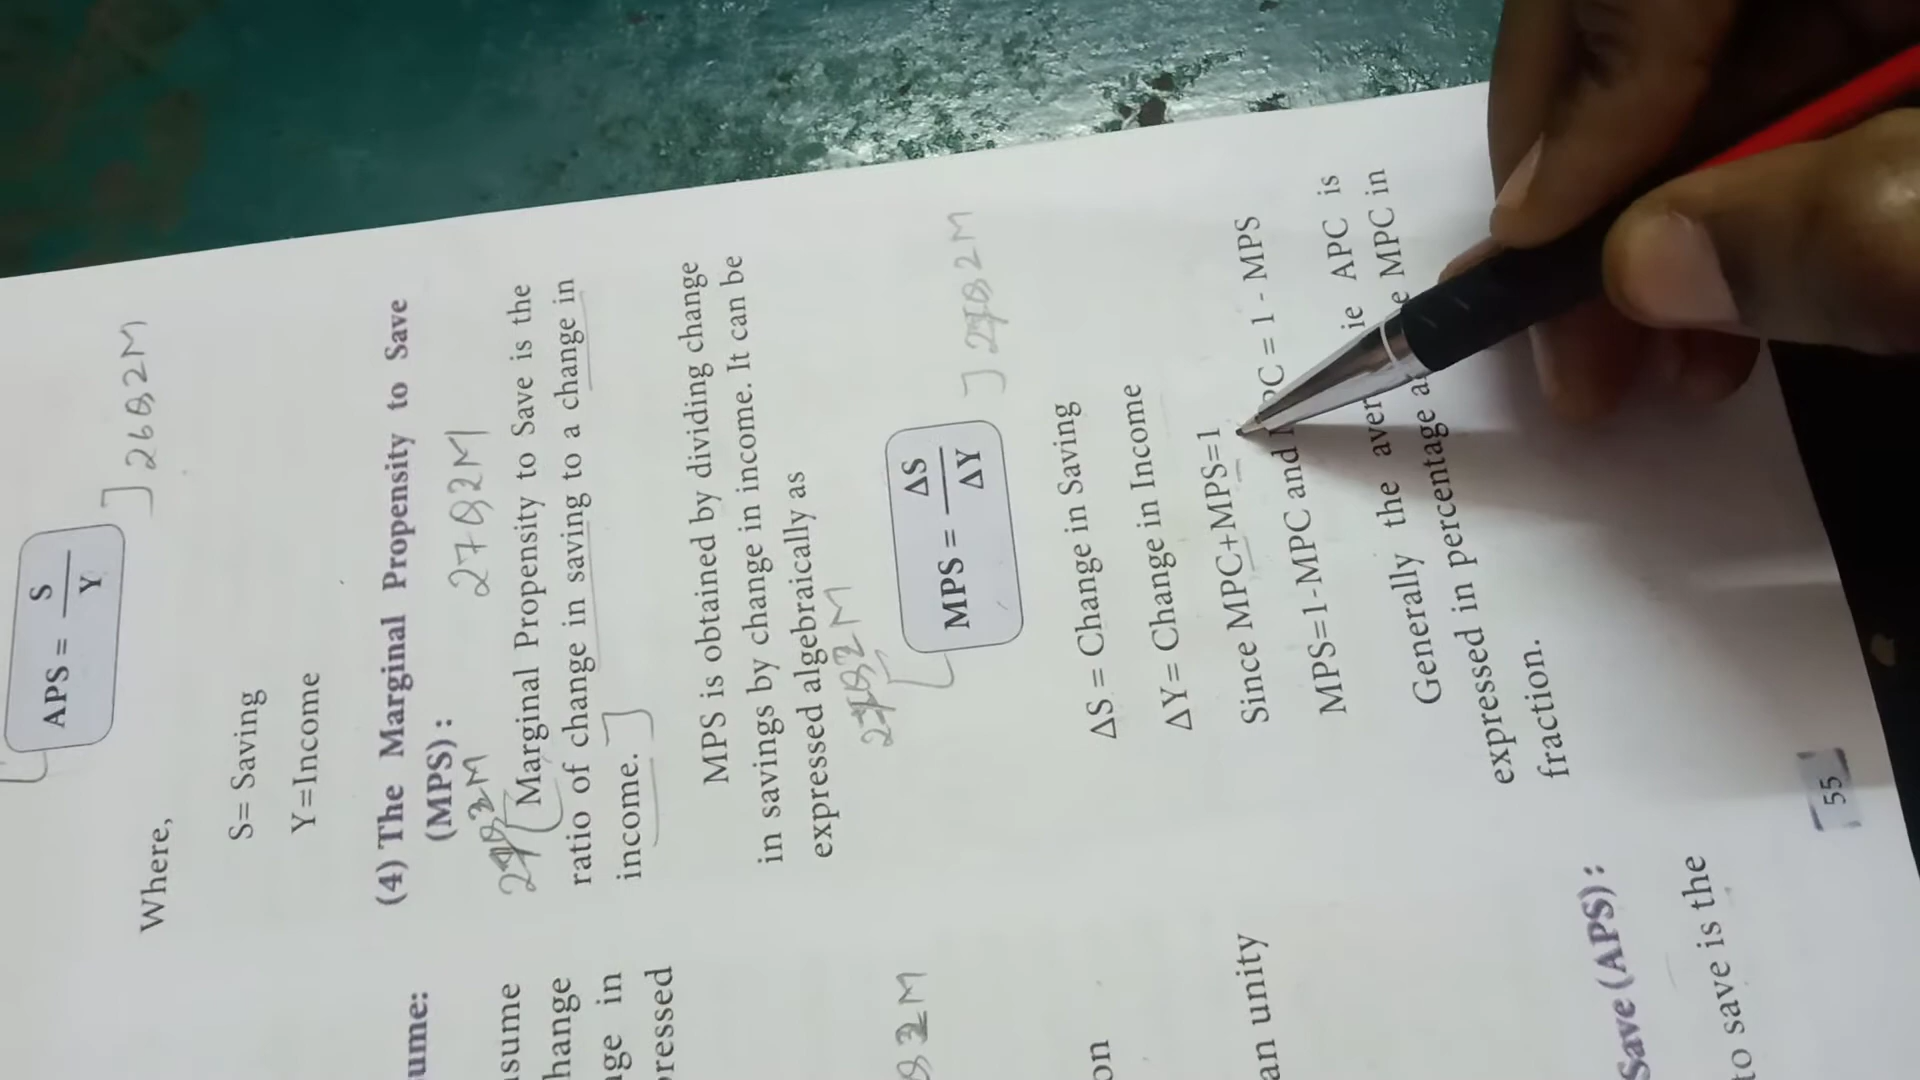 APS = S
Y
] 26Q2M
Where,
S= Saving
Y=Income
(4) The Marginal Propensity to Save
(MPS) :
27Q2M
[Marginal Propensity to Save is the
ratio of change in saving to a change in
income. ]
MPS is obtained by dividing change
in savings by change in income. It can be
expressed algebraically as
MPS = ΔS
ΔY
ΔS = Change in Saving
ΔY= Change in Income
Since MPC+MPS=1
MPS=1-MPC and = 1 - MPS
Generally the ie APC is
expressed in percentage MPC in
fraction.
55
ume:
sume
hange
ge in
ressed
on
an unity
Save (APS) :
to save is the